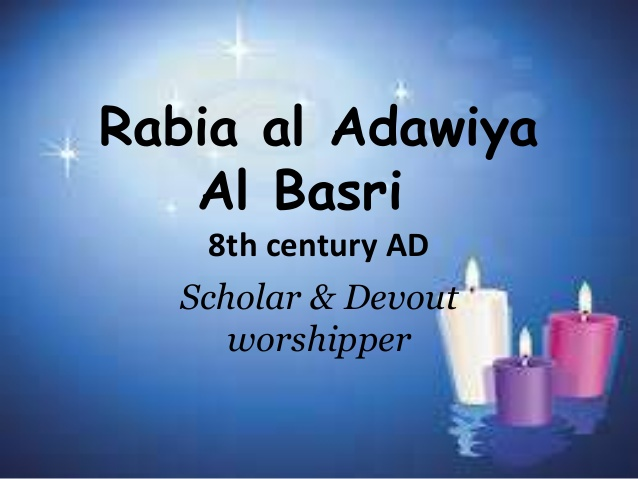 Rabia al Adawiya
Al Basri
8th century AD
Scholar & Devout
worshipper